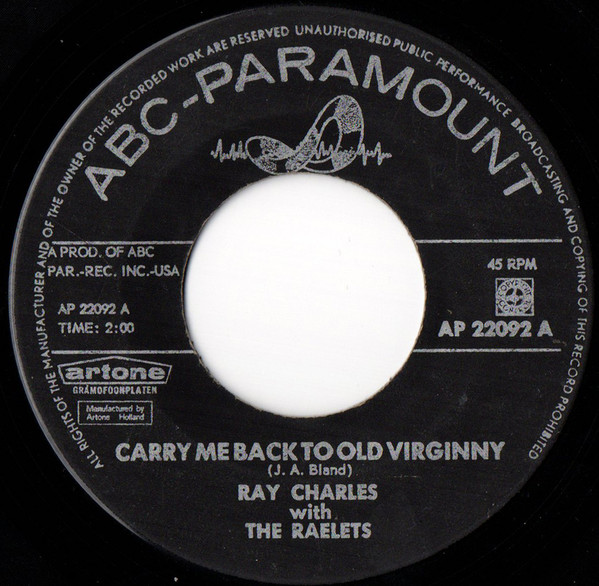 ALL RIGHTS OF THE MANUFACTURER AND OF THE OWNER OF THE RECORDED WORK ARE RESERVED UNAUTHORISED PUBLIC PERFORMANCE BROADCASTING AND COPYING OF THIS RECORD PROHIBITED
ABC-PARAMOUNT
A PROD. OF ABC
PAR.-REC. INC.-USA
45 RPM
AP 22092 A
TIME: 2:00
AP 22092 A
artone
GRAMOFOONPLATEN
Manufactured by
Artone Holland
CARRY ME BACK TO OLD VIRGINNY
(J. A. Bland)
RAY CHARLES
with
THE RAELETS